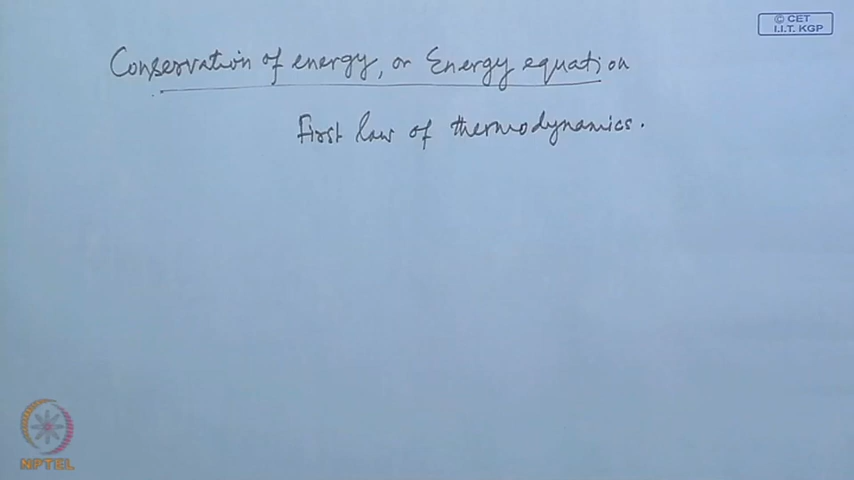 © CET
I.I.T. KGP
Conservation of energy, or Energy equation
First law of thermodynamics.
NPTEL